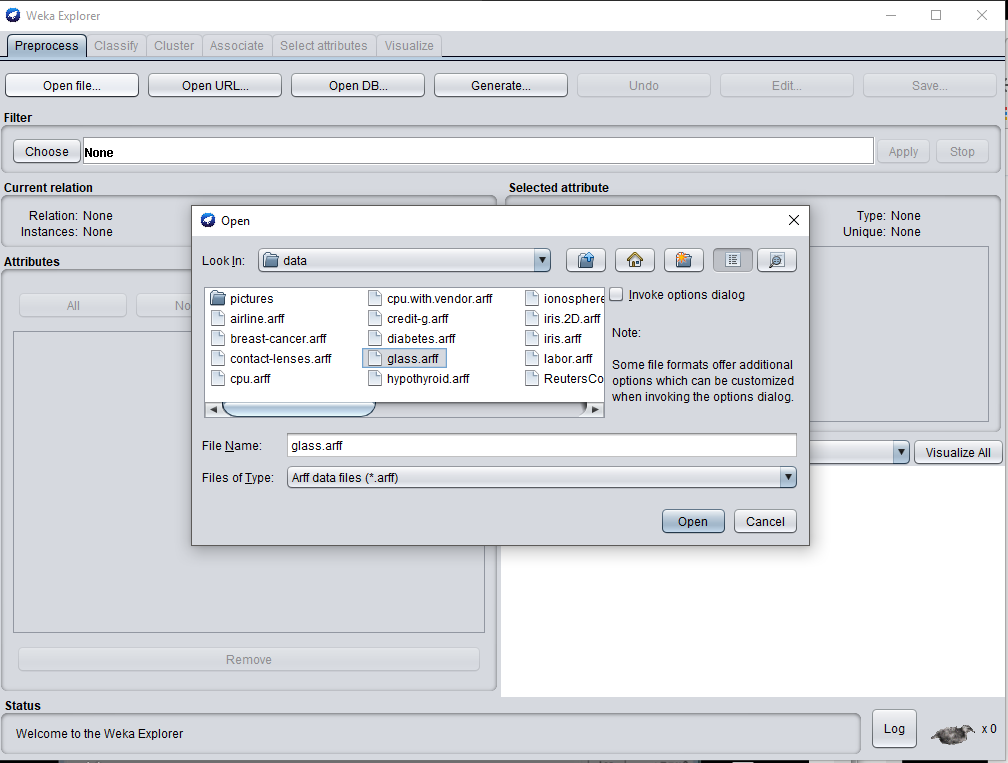 Weka Explorer
Preprocess Classify Cluster Associate Select attributes Visualize
Open file... Open URL... Open DB... Generate... Undo Edit... Save...
Filter
Choose None Apply Stop
Current relation
Relation: None
Instances: None
Selected attribute
Type: None
Unique: None
Attributes
All No
Open
Look In: data
pictures
airline.arff
breast-cancer.arff
contact-lenses.arff
cpu.arff
cpu.with.vendor.arff
credit-g.arff
diabetes.arff
glass.arff
hypothyroid.arff
ionosphere
iris.2D.arff
iris.arff
labor.arff
ReutersCo
Invoke options dialog
Note:
Some file formats offer additional
options which can be customized
when invoking the options dialog.
File Name: glass.arff
Files of Type: Arff data files (*.arff)
Open Cancel
Visualize All
Remove
Status
Welcome to the Weka Explorer
Log x 0